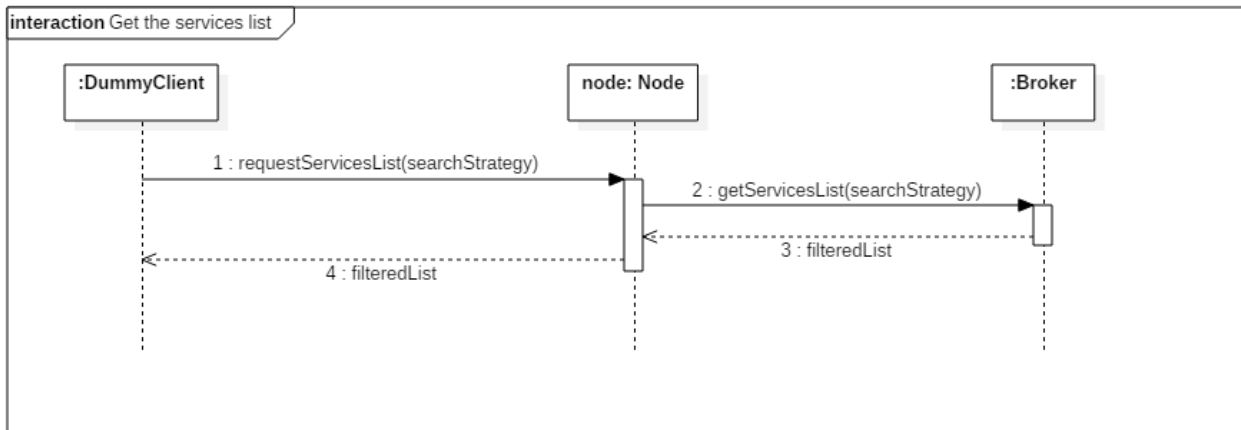 interaction Get the services list
:DummyClient
node: Node
:Broker
1 : requestServicesList(searchStrategy)
2 : getServicesList(searchStrategy)
3 : filteredList
4 : filteredList